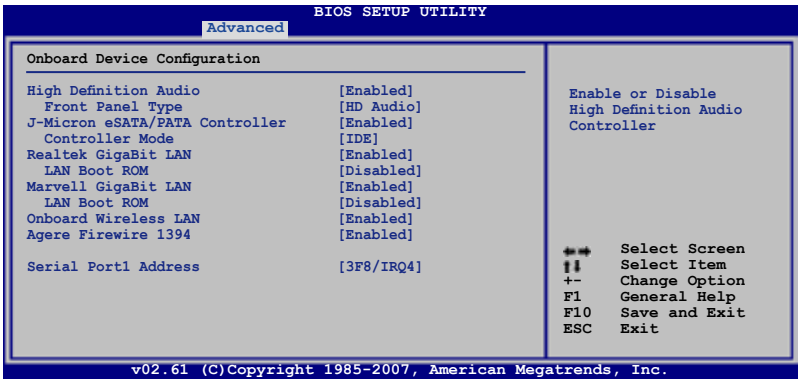 BIOS SETUP UTILITY
Advanced
Onboard Device Configuration
High Definition Audio [Enabled]
Front Panel Type [HD Audio]
J-Micron eSATA/PATA Controller [Enabled]
Controller Mode [IDE]
Realtek GigaBit LAN [Enabled]
LAN Boot ROM [Disabled]
Marvell GigaBit LAN [Enabled]
LAN Boot ROM [Disabled]
Onboard Wireless LAN [Enabled]
Agere Firewire 1394 [Enabled]
Serial Port1 Address [3F8/IRQ4]
Enable or Disable
High Definition Audio
Controller
←→ Select Screen
↑↓ Select Item
+- Change Option
F1 General Help
F10 Save and Exit
ESC Exit
v02.61 (C)Copyright 1985-2007, American Megatrends, Inc.